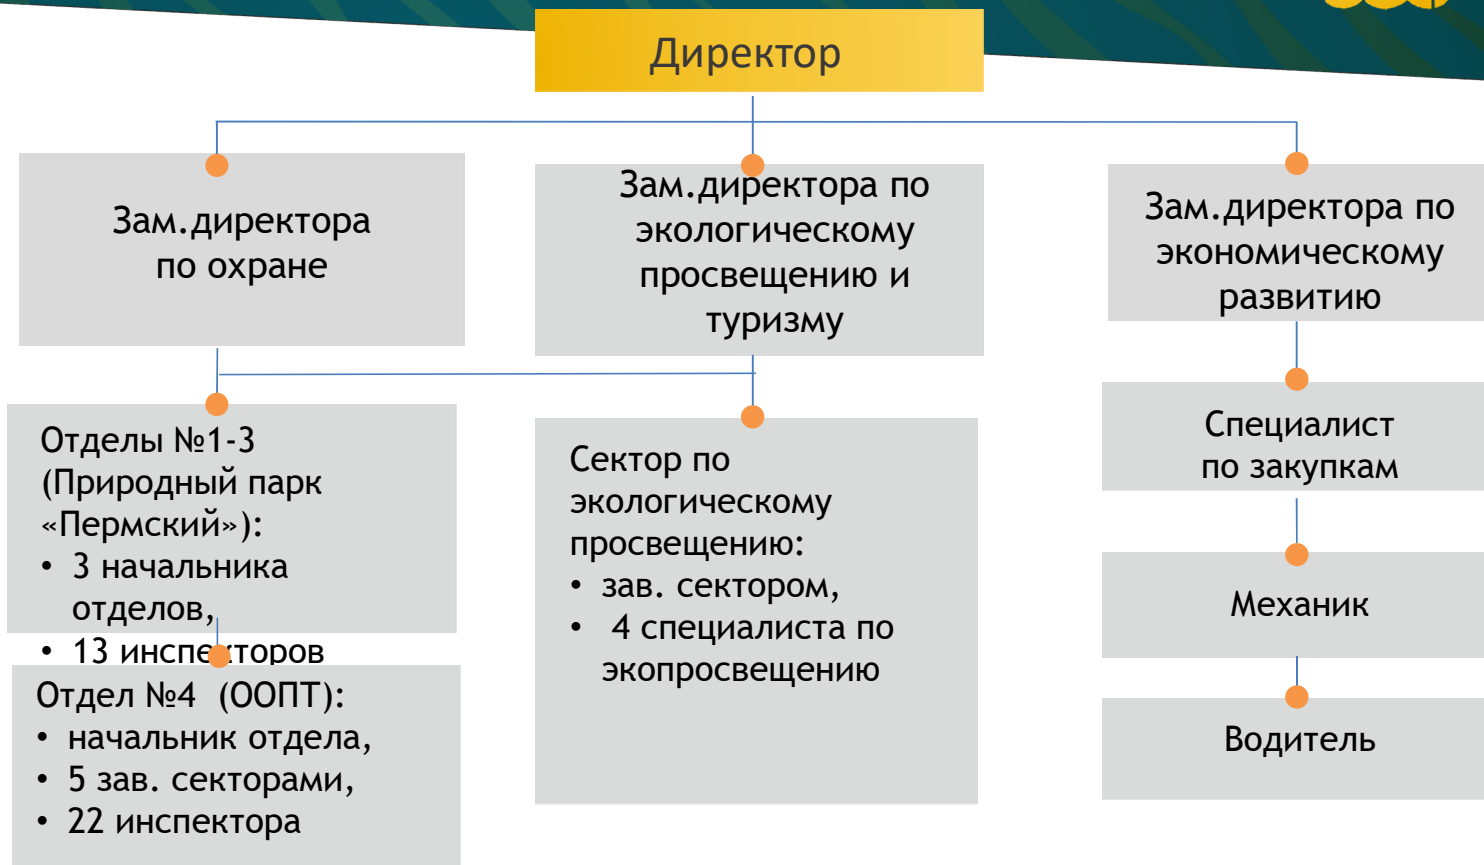 Директор
Зам.директора
по охране
Зам.директора по
экологическому
просвещению и
туризму
Зам.директора по
экономическому
развитию
Отделы №1-3
(Природный парк
«Пермский»):
• 3 начальника
отделов,
• 13 инспекторов
Отдел №4 (ООПТ):
• начальник отдела,
• 5 зав. секторами,
• 22 инспектора
Сектор по
экологическому
просвещению:
• зав. сектором,
• 4 специалиста по
экопросвещению
Специалист
по закупкам
Механик
Водитель